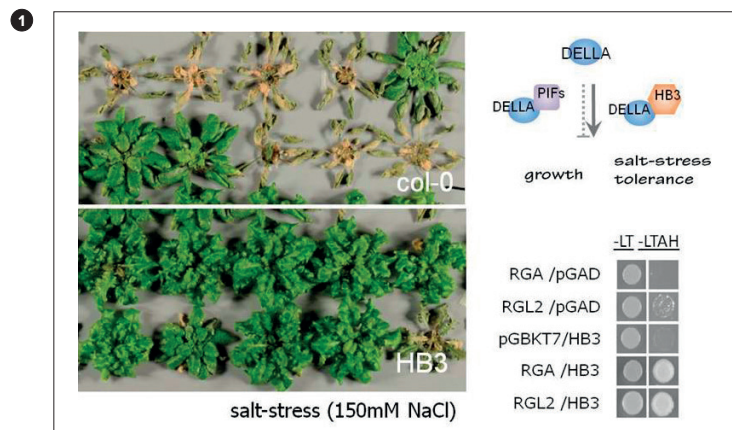 1
col-0
HB3
salt-stress (150mM NaCl)
DELLA
PIFs
DELLA
HB3
DELLA
growth
salt-stress
tolerance
-LT -LTAH
RGA /pGAD
RGL2 /pGAD
pGBKT7/HB3
RGA /HB3
RGL2/HB3